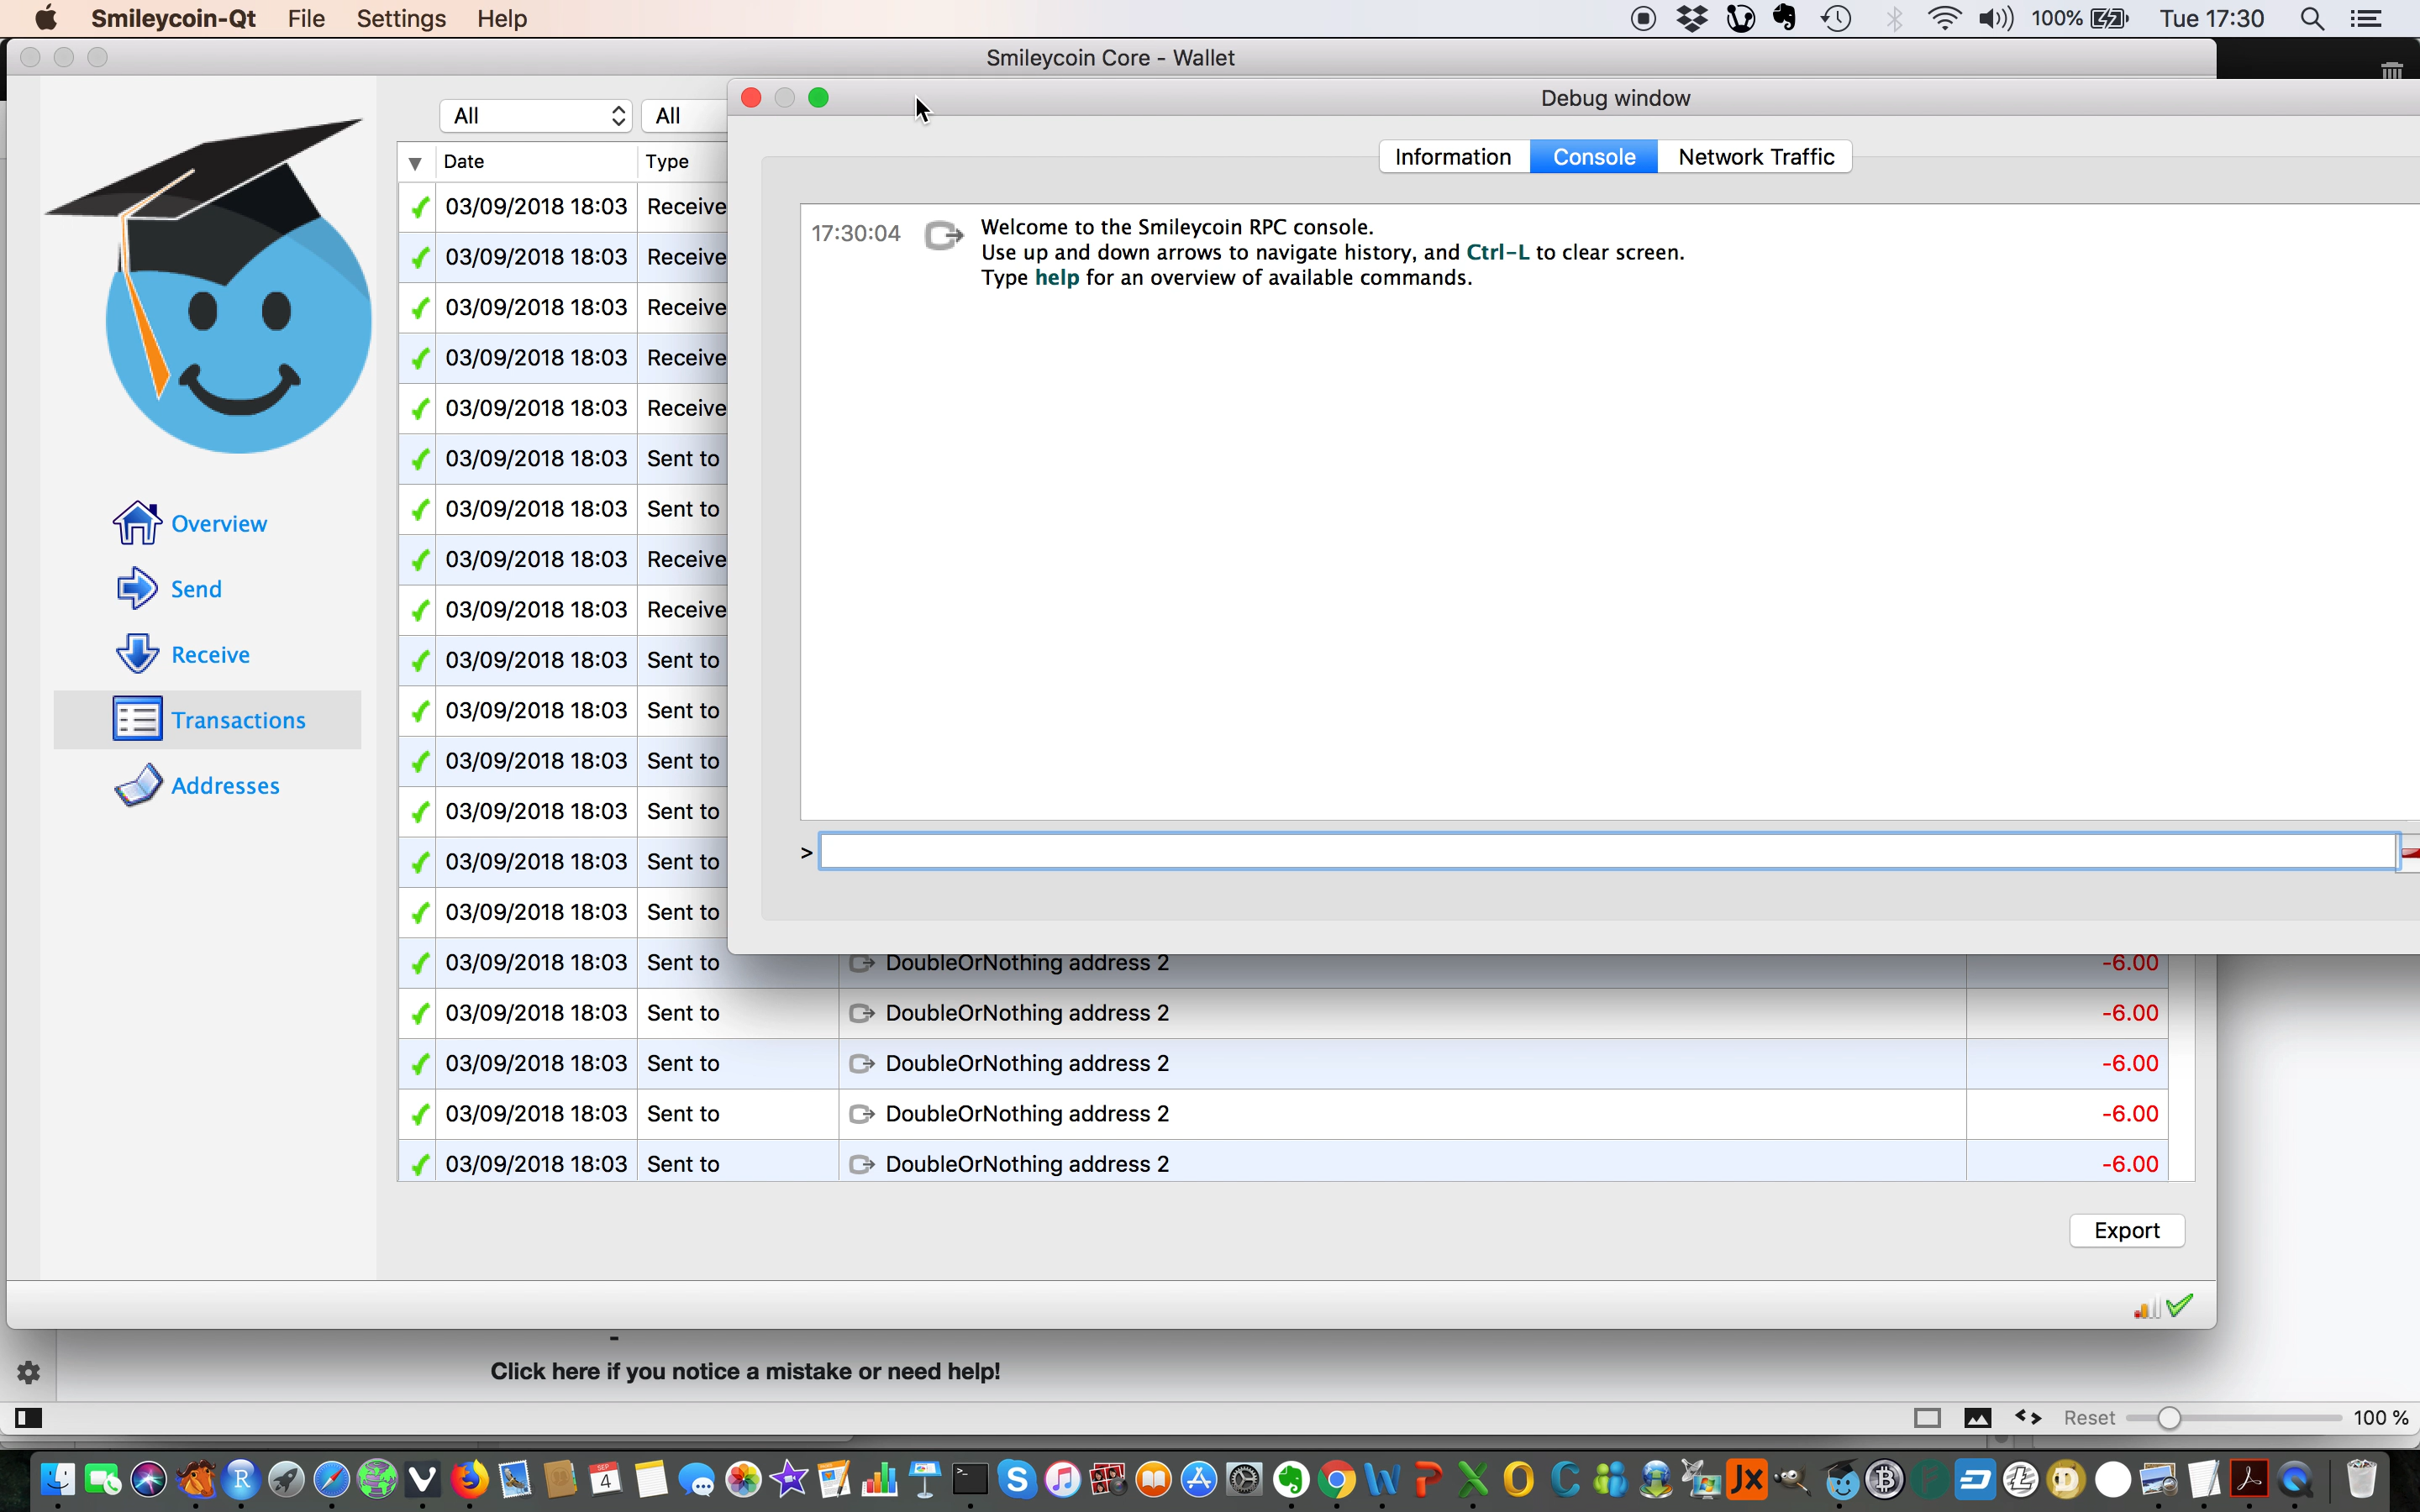 Smileycoin-Qt File Settings Help 100% Tue 17:30
Smileycoin Core - Wallet
Debug window
All All
Information Console Network Traffic
Date Type
17:30:04 Welcome to the Smileycoin RPC console.
Use up and down arrows to navigate history, and Ctrl-L to clear screen.
Type help for an overview of available commands.
03/09/2018 18:03 Receive
03/09/2018 18:03 Receive
03/09/2018 18:03 Receive
03/09/2018 18:03 Receive
03/09/2018 18:03 Receive
03/09/2018 18:03 Sent to
03/09/2018 18:03 Sent to
03/09/2018 18:03 Receive
03/09/2018 18:03 Receive
03/09/2018 18:03 Sent to
03/09/2018 18:03 Sent to
03/09/2018 18:03 Sent to
03/09/2018 18:03 Sent to
03/09/2018 18:03 Sent to
03/09/2018 18:03 Sent to
03/09/2018 18:03 Sent to DoubleOrNothing address 2 -6.00
03/09/2018 18:03 Sent to DoubleOrNothing address 2 -6.00
03/09/2018 18:03 Sent to DoubleOrNothing address 2 -6.00
03/09/2018 18:03 Sent to DoubleOrNothing address 2 -6.00
03/09/2018 18:03 Sent to DoubleOrNothing address 2 -6.00
Overview
Send
Receive
Transactions
Addresses
>
Export
Click here if you notice a mistake or need help!
Reset 100 %
SEP
4